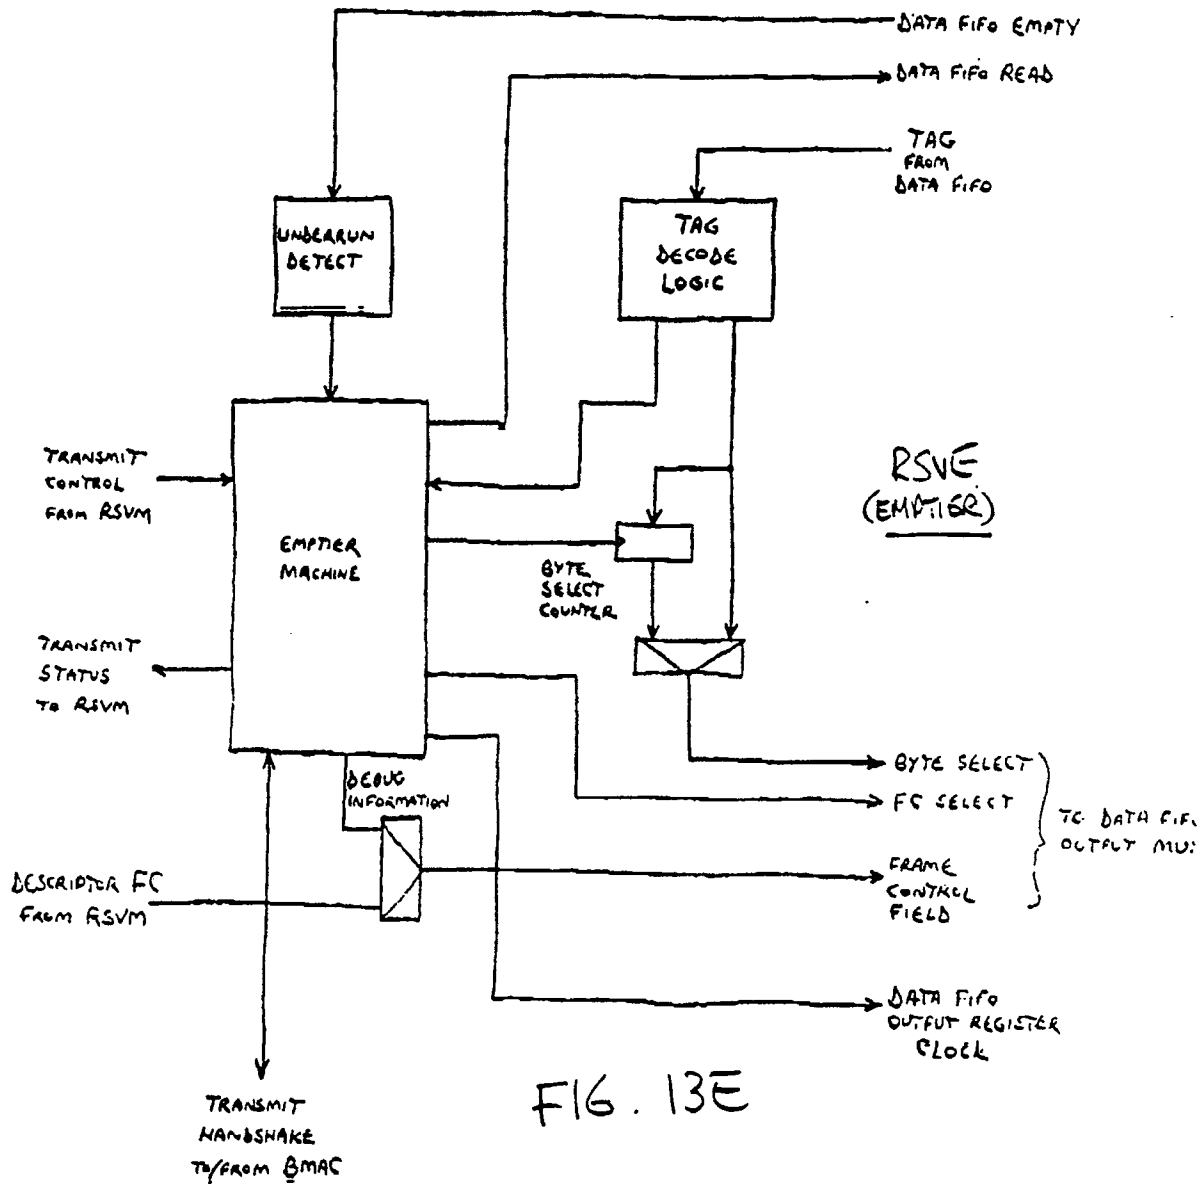 DATA FIFO EMPTY
DATA FIFO READ
TAG
FROM
DATA FIFO
UNDERRUN
DETECT
TAG
DECODE
LOGIC
TRANSMIT
CONTROL
FROM RSVM
RSVE
(EMPTIER)
EMPTIER
MACHINE
BYTE
SELECT
COUNTER
TRANSMIT
STATUS
TO RSVM
DEBUG
INFORMATION
BYTE SELECT
FC SELECT
TO DATA FIF
OUTPUT MU
DESCRIPTOR FC
FROM RSVM
FRAME
CONTROL
FIELD
DATA FIFO
OUTPUT REGISTER
CLOCK
FIG. 13E
TRANSMIT
HANDSHAKE
TO/FROM BMAC